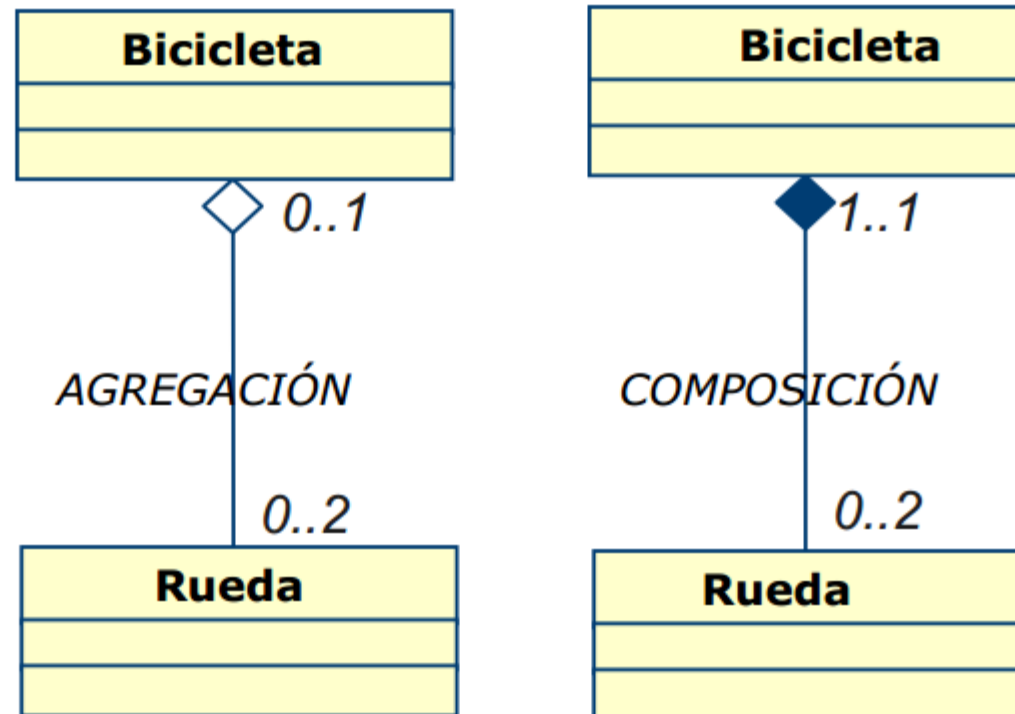 Bicicleta
0..1
AGREGACIÓN
0..2
Rueda
Bicicleta
1..1
COMPOSICIÓN
0..2
Rueda